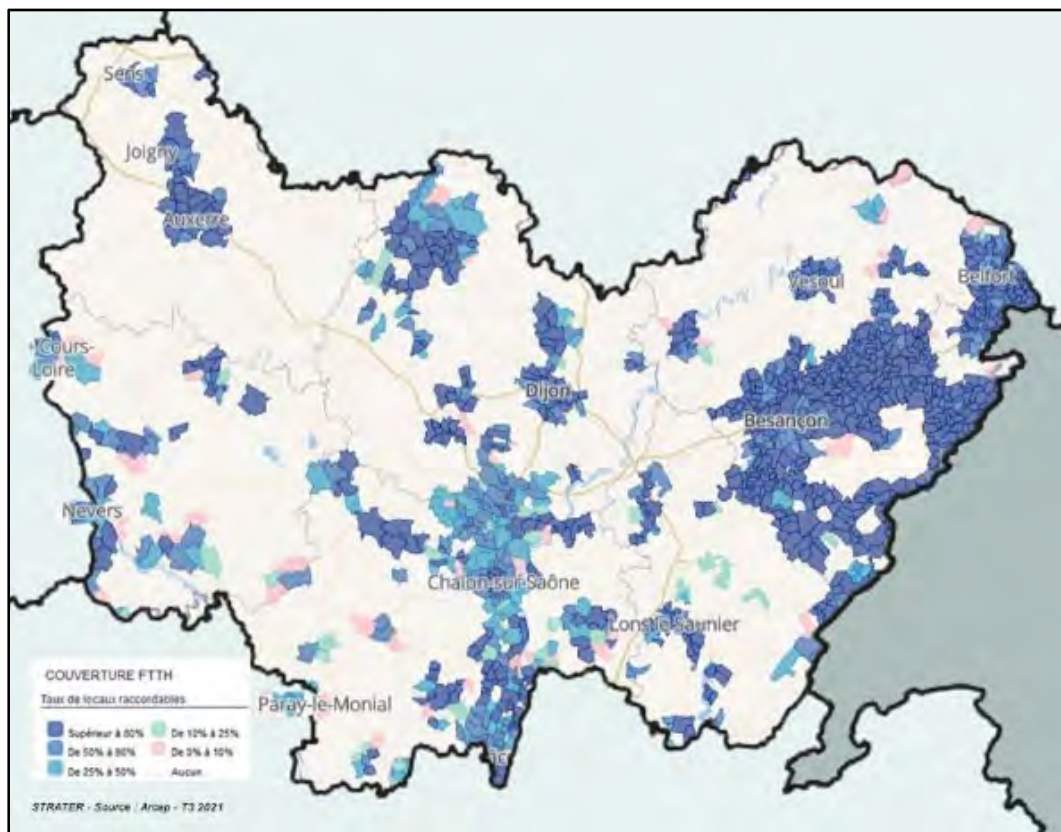 Sens
Joigny
Auxerre
Vesoul
Belfort
Cours-
Loire
Dijon
Besançon
Nevers
Chalon-sur-Saône
Lons-le-Saunier
Paray-le-Monial
COUVERTURE FTTH
Taux de locaux raccordables
Supérieur à 80%
De 10% à 25%
De 50% à 80%
De 0% à 10%
De 25% à 50%
Aucun
STRATER - Source : Arcep - T3 2021